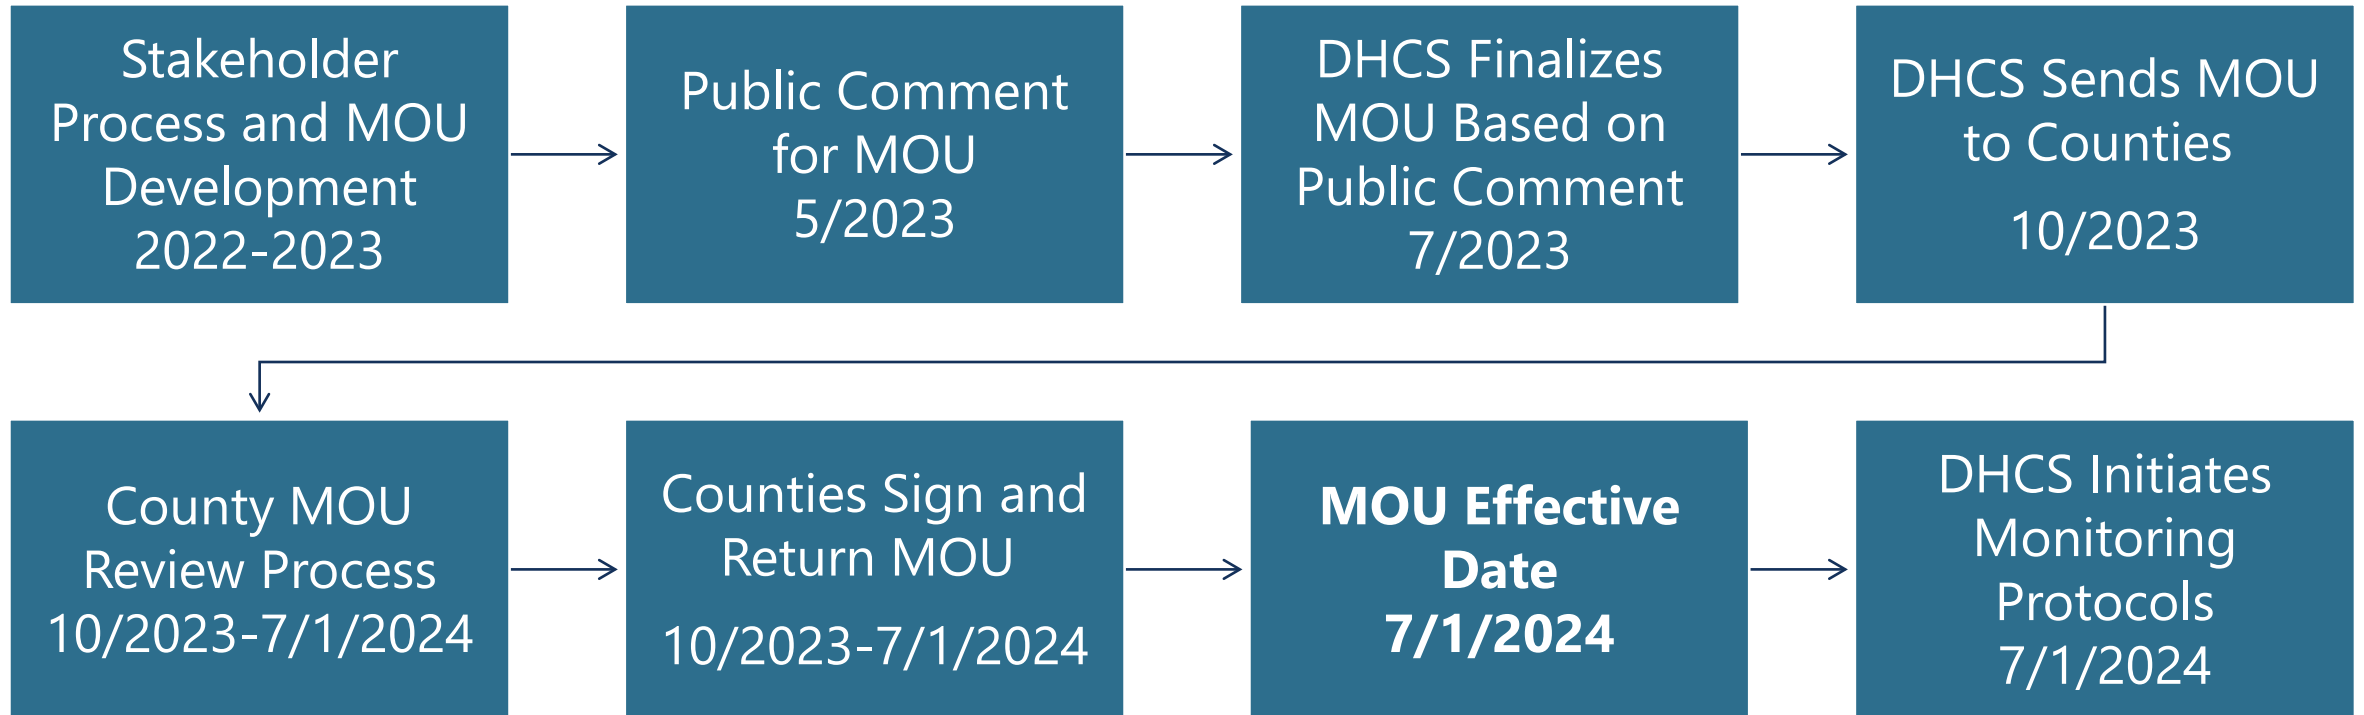 Stakeholder
Process and MOU
Development
2022-2023
Public Comment
for MOU
5/2023
DHCS Finalizes
MOU Based on
Public Comment
7/2023
DHCS Sends MOU
to Counties
10/2023
County MOU
Review Process
10/2023-7/1/2024
Counties Sign and
Return MOU
10/2023-7/1/2024
MOU Effective
Date
7/1/2024
DHCS Initiates
Monitoring
Protocols
7/1/2024